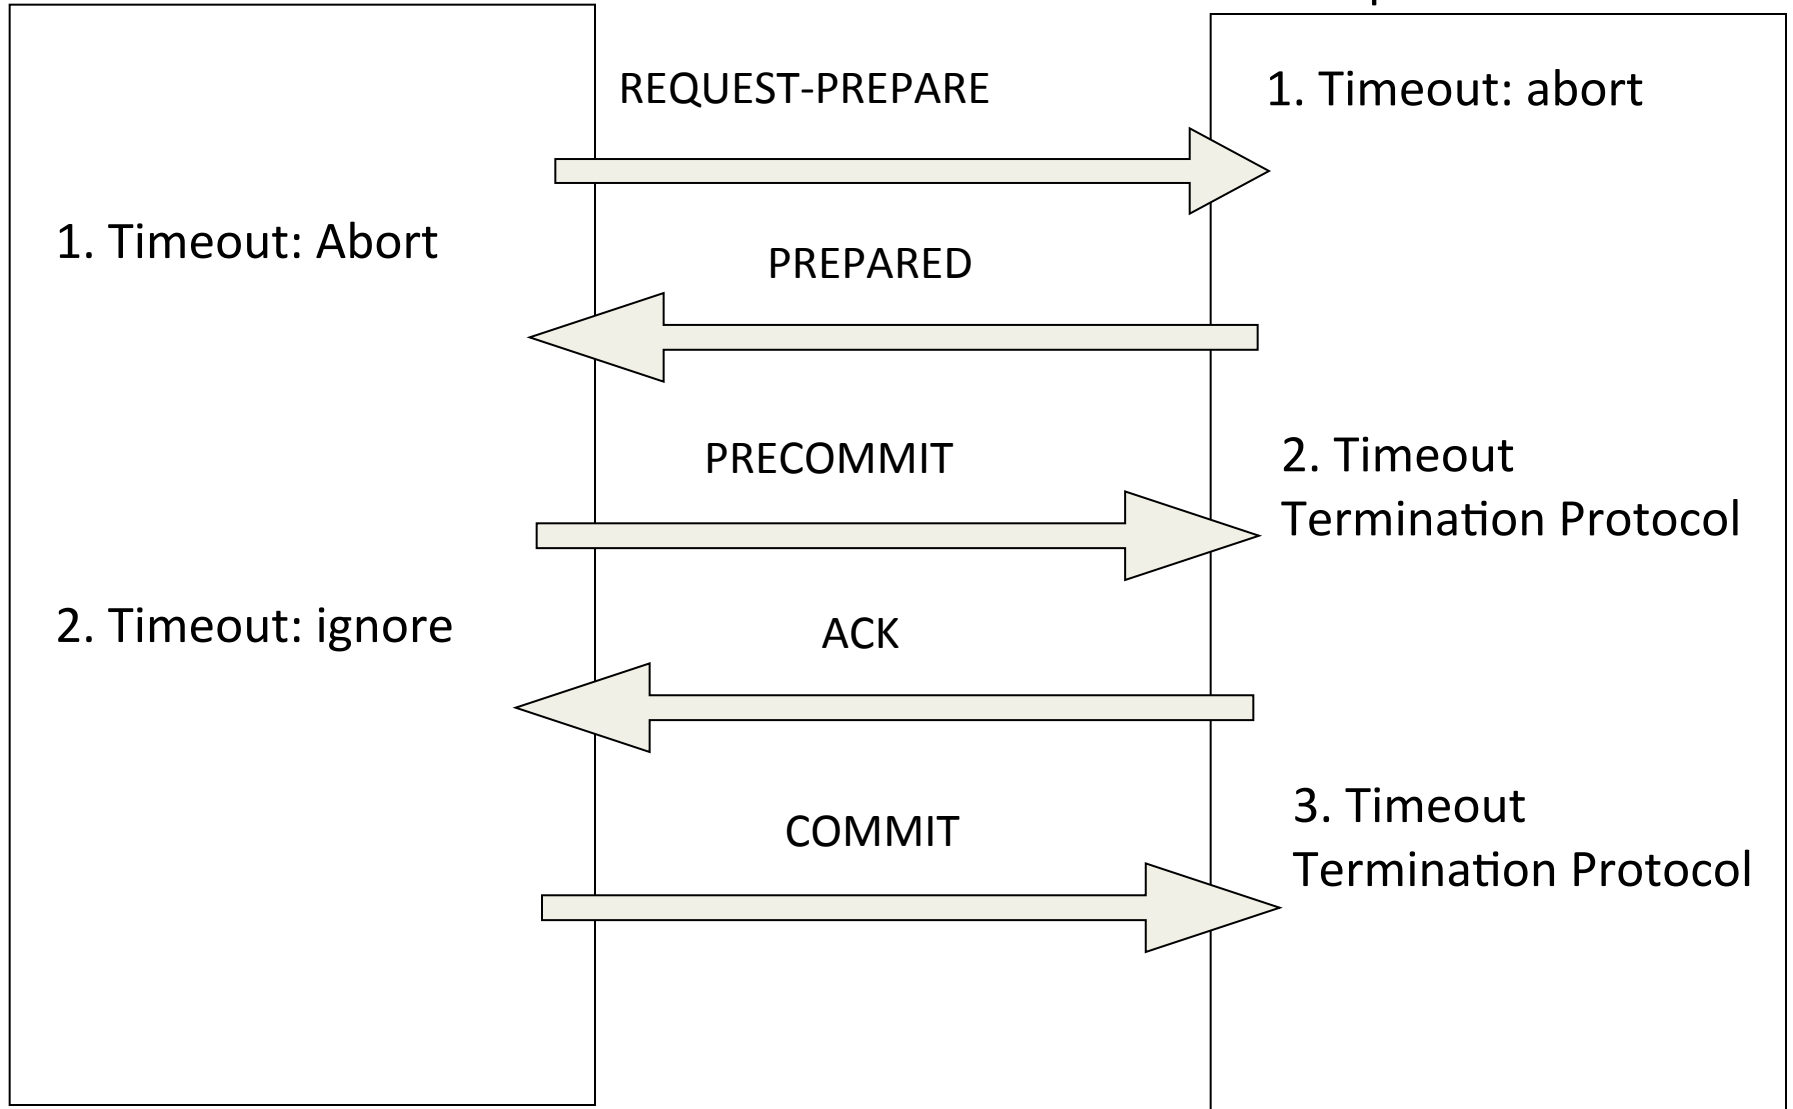 REQUEST-PREPARE
1. Timeout: abort
1. Timeout: Abort
PREPARED
PRECOMMIT
2. Timeout
Termination Protocol
2. Timeout: ignore
ACK
COMMIT
3. Timeout
Termination Protocol